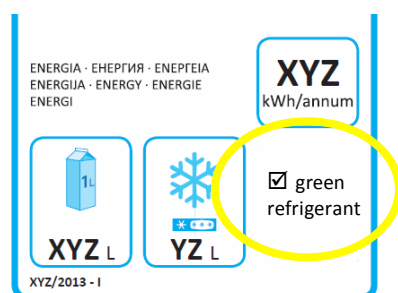 ENERGIA · ЕНЕРГИЯ · ΕΝΕΡΓΕΙΑ
ENERGIJA · ENERGY · ENERGIE
ENERGI
XYZ
kWh/annum
1L
XYZ L
YZ L
☑ green
refrigerant
XYZ/2013 - I